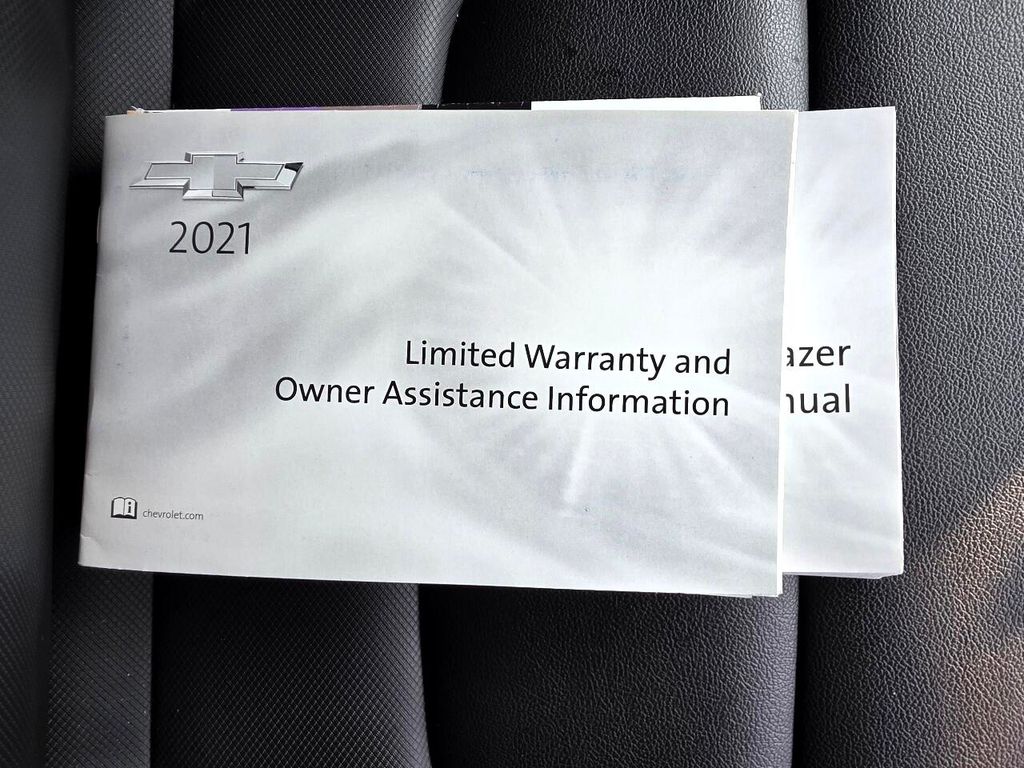 2021
Limited Warranty and
Owner Assistance Information
azer
nual
chevrolet.com